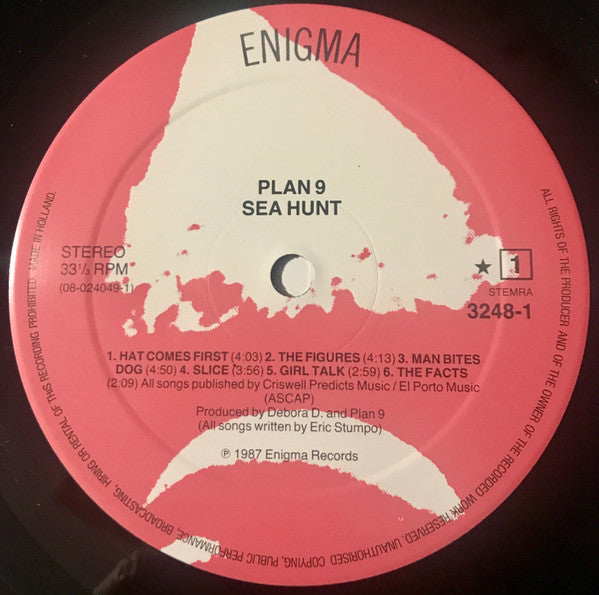 ENIGMA
PLAN 9
SEA HUNT
STEREO
33⅓ RPM
(08-024049-1)
★ 1
STEMRA
3248-1
1. HAT COMES FIRST (4:03) 2. THE FIGURES (4:13) 3. MAN BITES
DOG (4:50) 4. SLICE (3:56) 5. GIRL TALK (2:59) 6. THE FACTS
(2:09) All songs published by Criswell Predicts Music / El Porto Music
(ASCAP)
Produced by Debora D. and Plan 9
(All songs written by Eric Stumpo)
℗ 1987 Enigma Records
ALL RIGHTS OF THE PRODUCER AND OF THE OWNER OF THE RECORDED WORK RESERVED. UNAUTHORISED COPYING, PUBLIC PERFORMANCE, BROADCASTING, HIRING OR RENTAL OF THIS RECORDING PROHIBITED. MADE IN HOLLAND.